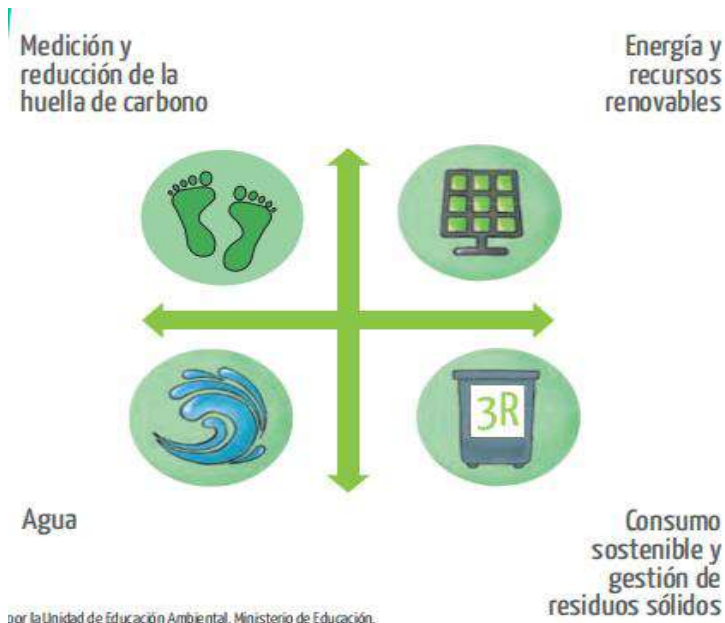 Medición y
reducción de la
huella de carbono
Energía y
recursos
renovables
3R
Agua
Consumo
sostenible y
gestión de
residuos sólidos
por la Unidad de Educación Ambiental. Ministerio de Educación.